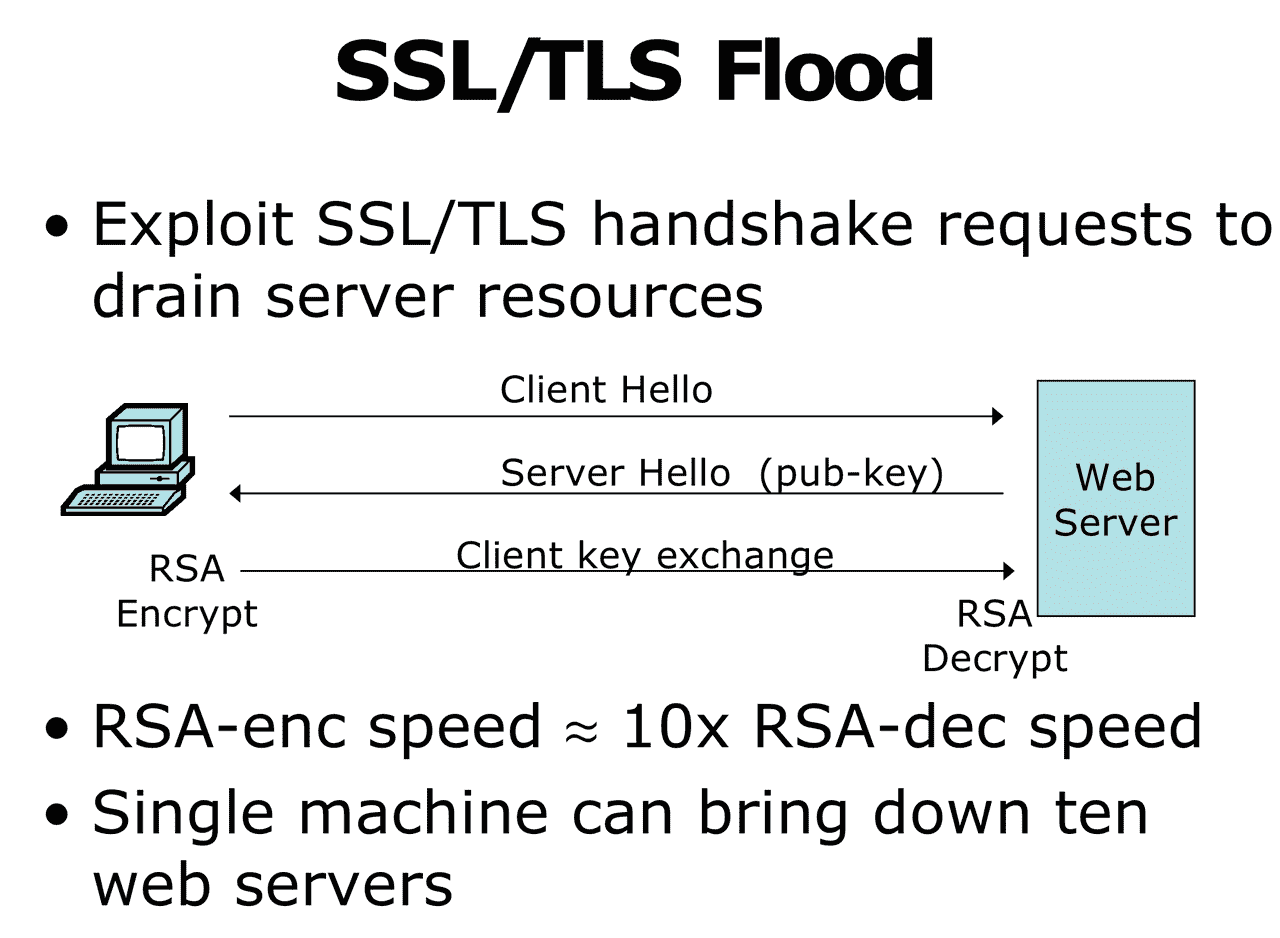 SSL/TLS Flood
• Exploit SSL/TLS handshake requests to
drain server resources
Client Hello
Server Hello (pub-key)
Web
Server
Client key exchange
RSA
Encrypt
RSA
Decrypt
• RSA-enc speed ≈ 10x RSA-dec speed
• Single machine can bring down ten
web servers